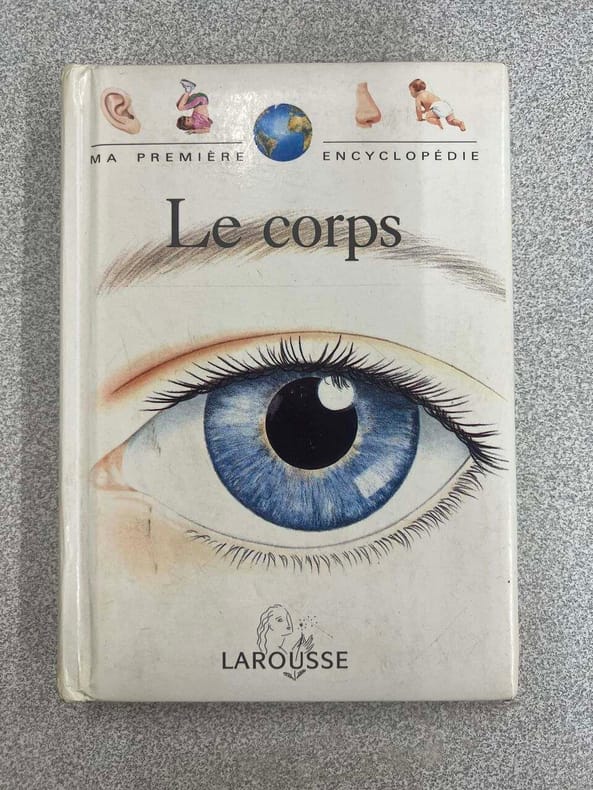 MA PREMIÈRE ENCYCLOPÉDIE
Le corps
LAROUSSE